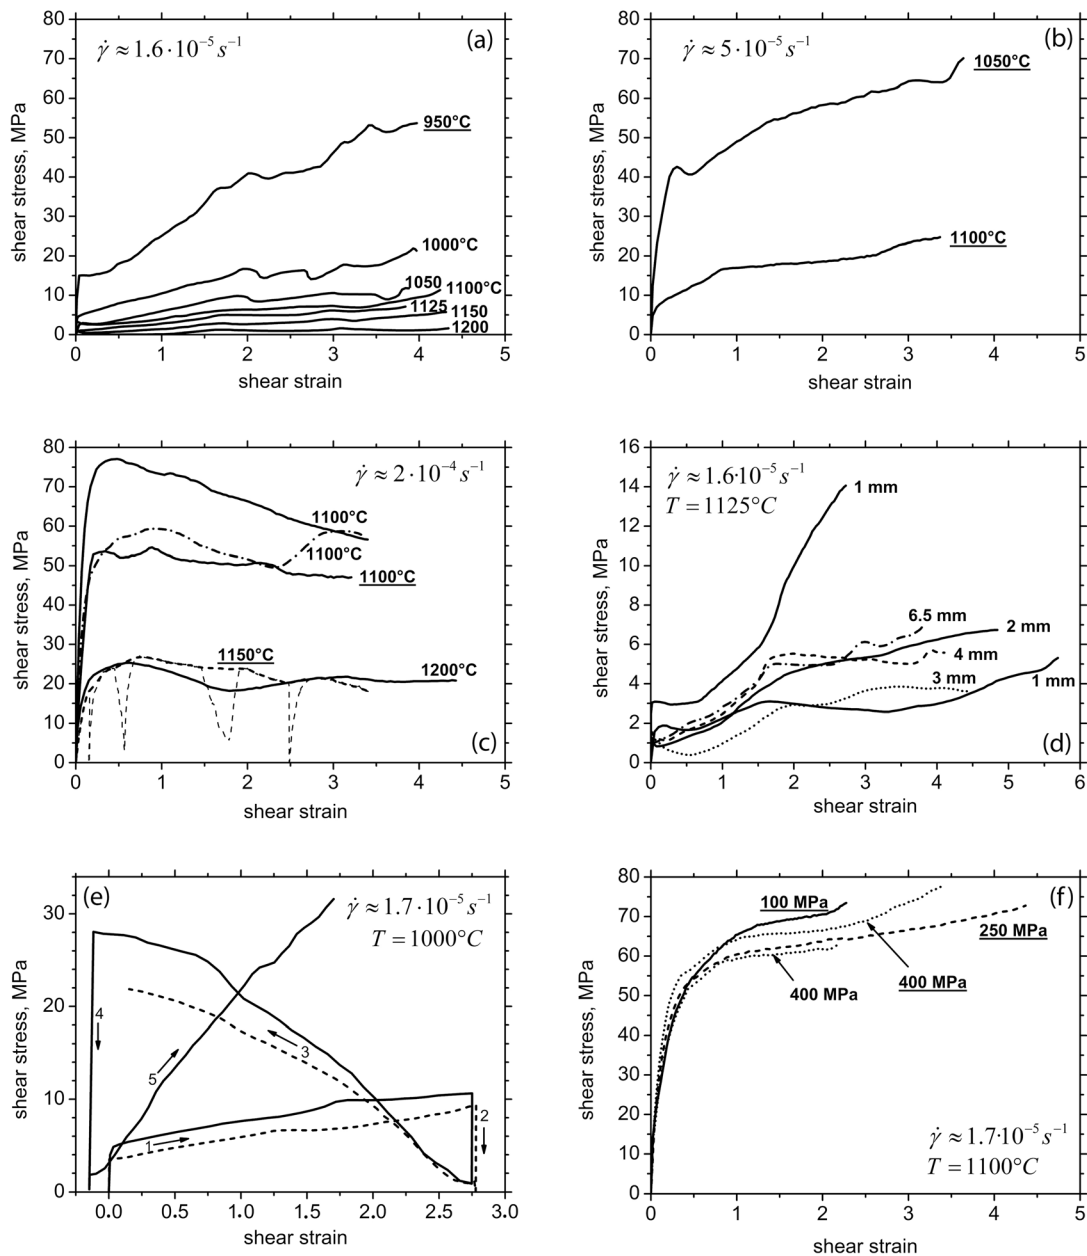 (a)
γ̇ ≈ 1.6·10⁻⁵ s⁻¹
80
70
60
50
40
30
20
10
0
shear stress, MPa
950°C
1000°C
1050
1100°C
1125
1150
1200
0 1 2 3 4 5
shear strain
(b)
γ̇ ≈ 5·10⁻⁵ s⁻¹
80
70
60
50
40
30
20
10
0
shear stress, MPa
1050°C
1100°C
0 1 2 3 4 5
shear strain
(c)
γ̇ ≈ 2·10⁻⁴ s⁻¹
80
70
60
50
40
30
20
10
0
shear stress, MPa
1100°C
1100°C
1100°C
1150°C
1200°C
0 1 2 3 4 5
shear strain
(d)
γ̇ ≈ 1.6·10⁻⁵ s⁻¹
T = 1125°C
16
14
12
10
8
6
4
2
0
shear stress, MPa
1 mm
6.5 mm
2 mm
4 mm
3 mm
1 mm
0 1 2 3 4 5 6
shear strain
(e)
γ̇ ≈ 1.7·10⁻⁵ s⁻¹
T = 1000°C
30
20
10
0
shear stress, MPa
4
3
5
2
1
0.0 0.5 1.0 1.5 2.0 2.5 3.0
shear strain
(f)
80
70
60
50
40
30
20
10
0
shear stress, MPa
100 MPa
250 MPa
400 MPa
400 MPa
γ̇ ≈ 1.7·10⁻⁵ s⁻¹
T = 1100°C
0 1 2 3 4 5
shear strain